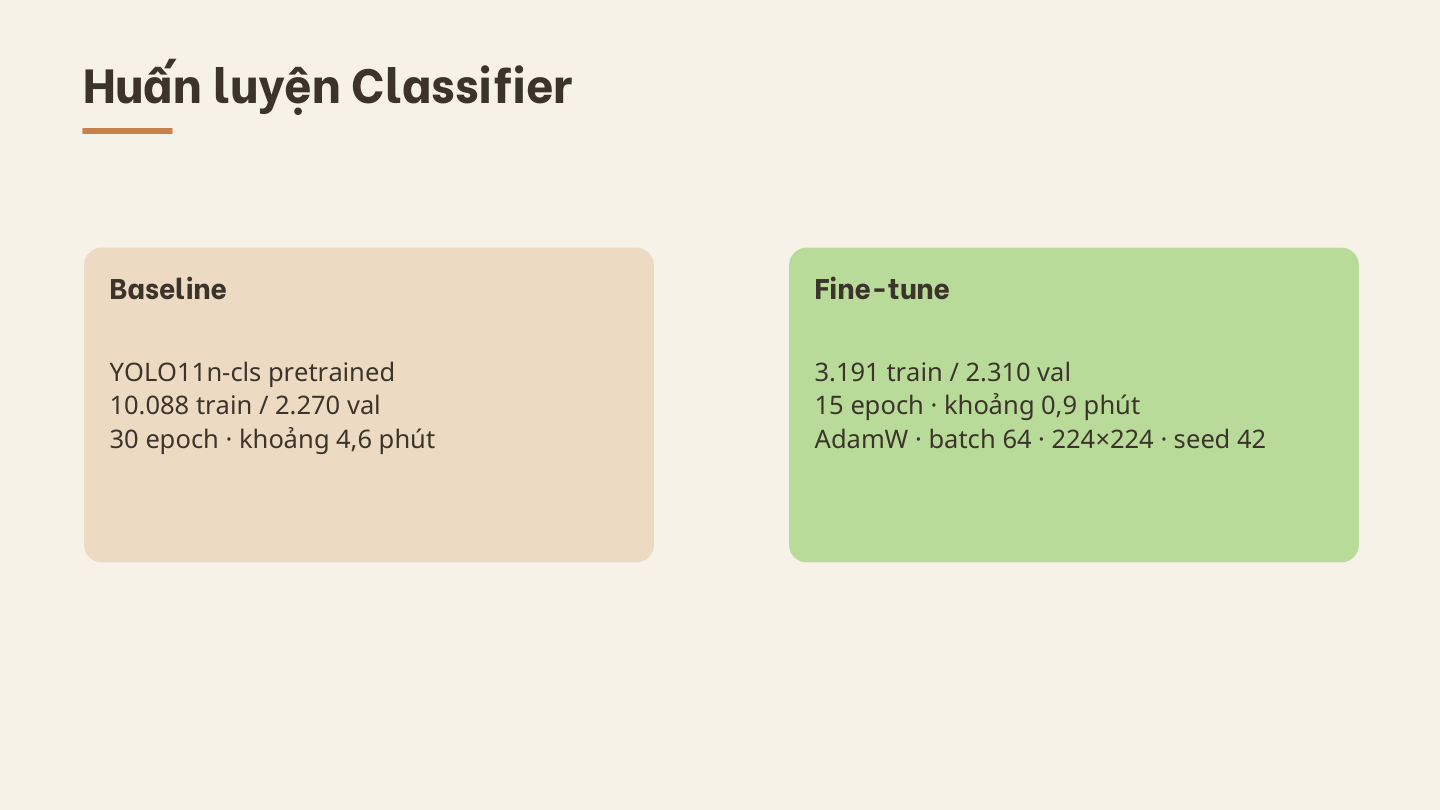 Huấn luyện Classifier
Baseline
YOLO11n-cls pretrained
10.088 train / 2.270 val
30 epoch · khoảng 4,6 phút
Fine-tune
3.191 train / 2.310 val
15 epoch · khoảng 0,9 phút
AdamW · batch 64 · 224×224 · seed 42